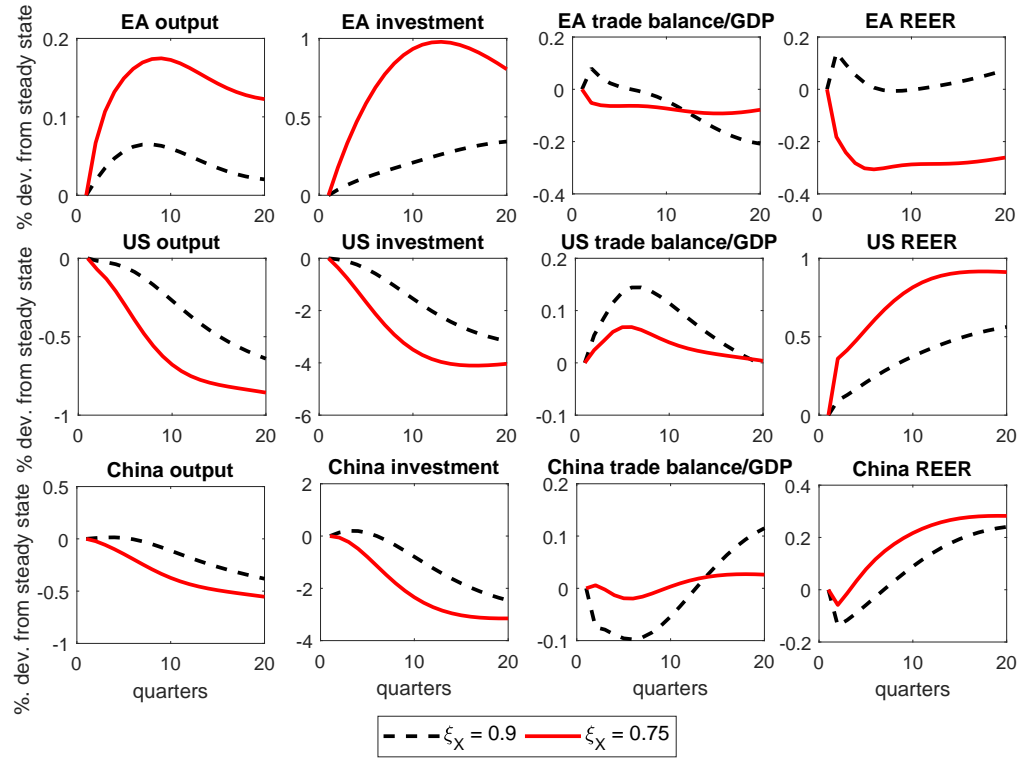 EA output
EA investment
EA trade balance/GDP
EA REER
% dev. from steady state
0.2
0.1
0
0 10 20
1
0.5
0
0 10 20
0.2
0
-0.2
-0.4
0 10 20
0.2
0
-0.2
-0.4
0 10 20
US output
US investment
US trade balance/GDP
US REER
% dev. from steady state
0
-0.5
-1
0 10 20
0
-2
-4
-6
0 10 20
0.2
0.1
0
-0.1
0 10 20
1
0.5
0
0 10 20
China output
China investment
China trade balance/GDP
China REER
%. dev. from steady state
0.5
0
-0.5
-1
0 10 20
quarters
2
0
-2
-4
0 10 20
quarters
0.2
0.1
0
-0.1
0 10 20
quarters
0.4
0.2
0
-0.2
0 10 20
quarters
ξ_X = 0.9 ξ_X = 0.75